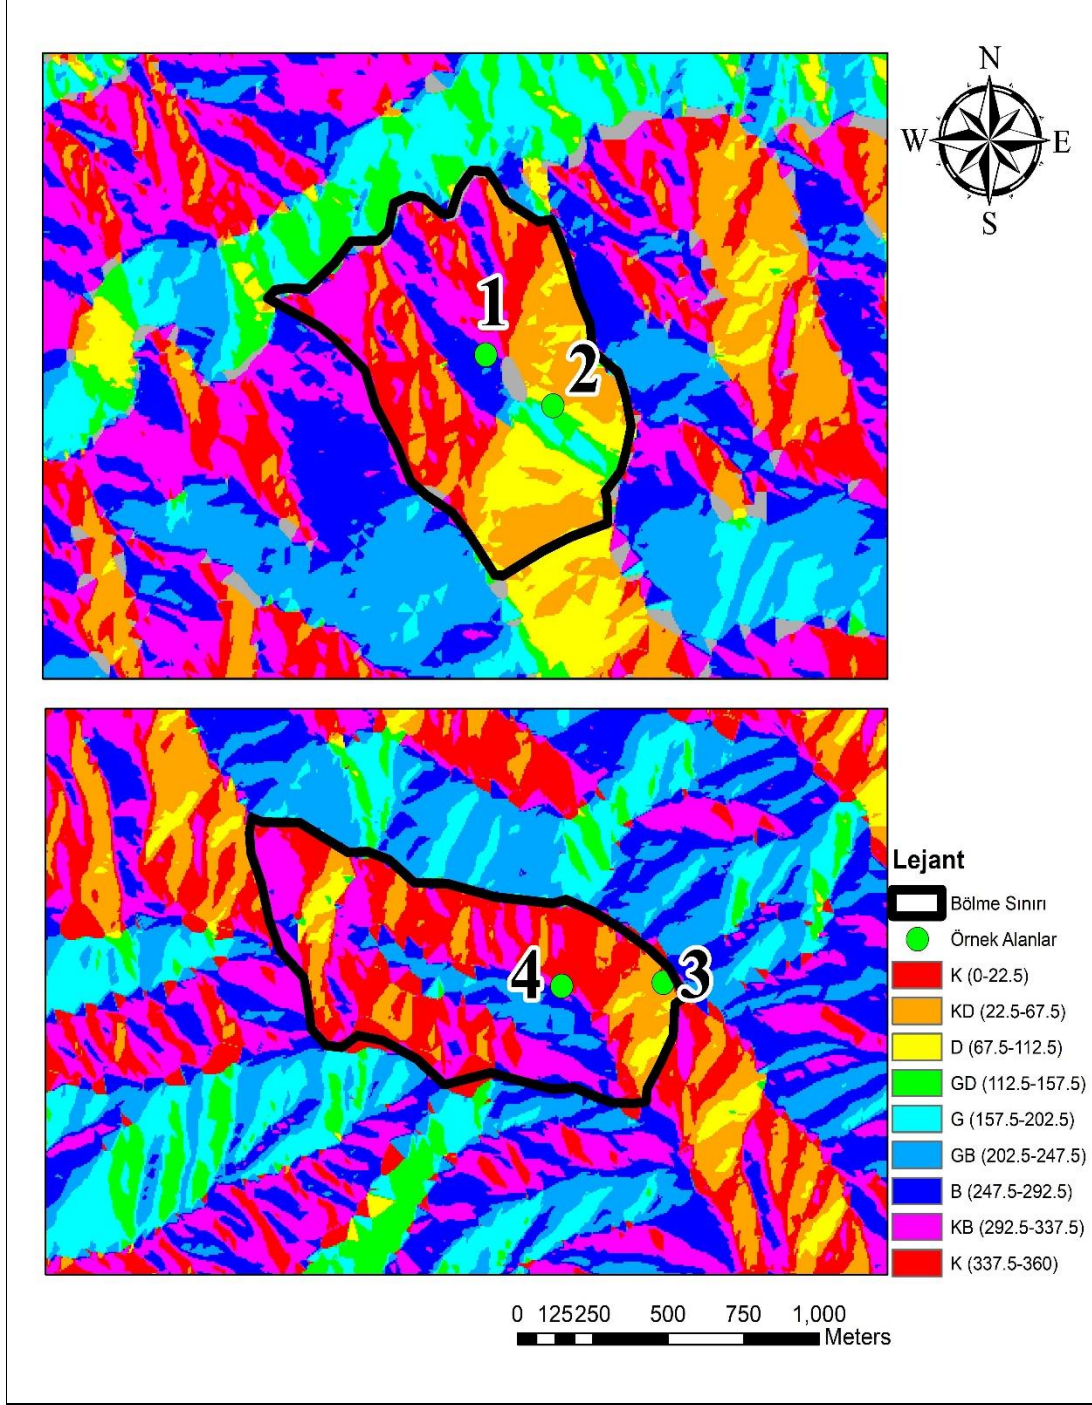 N
W E
S
1
2
4 3
Lejant
Bölme Sınırı
Örnek Alanlar
K (0-22.5)
KD (22.5-67.5)
D (67.5-112.5)
GD (112.5-157.5)
G (157.5-202.5)
GB (202.5-247.5)
B (247.5-292.5)
KB (292.5-337.5)
K (337.5-360)
0 125250 500 750 1,000
Meters